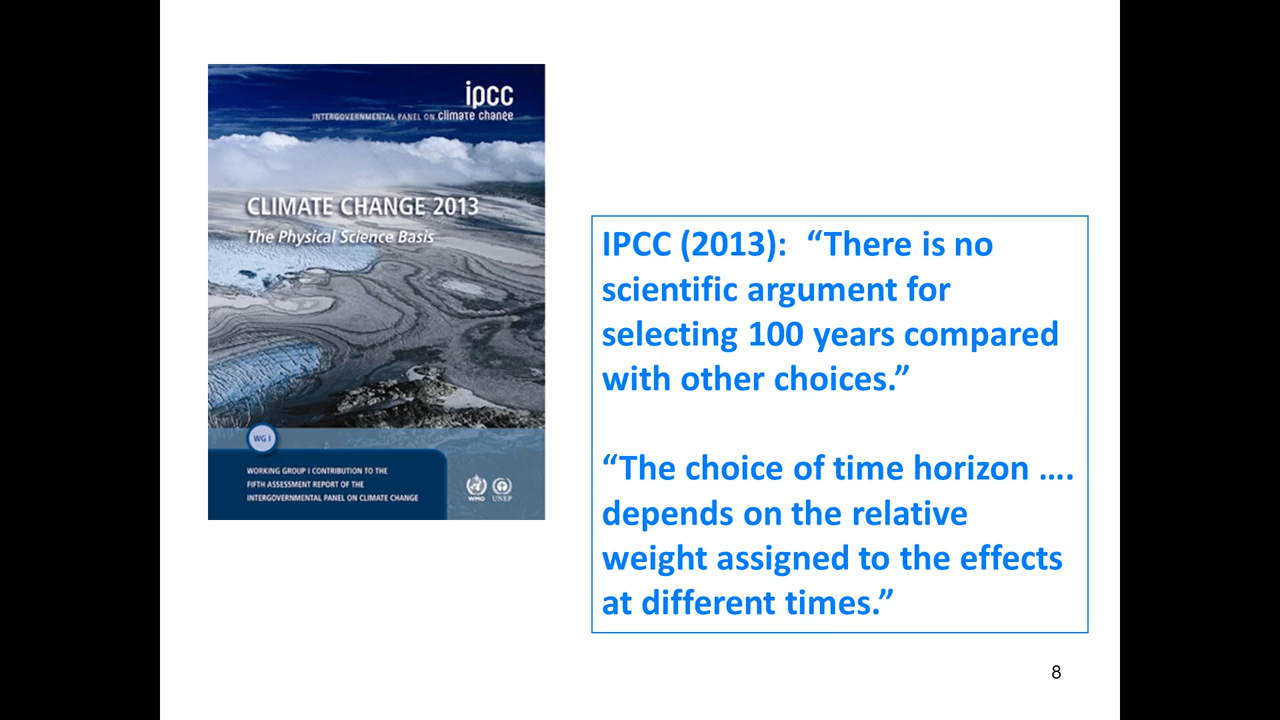 ipcc
INTERGOVERNMENTAL PANEL ON climate change
CLIMATE CHANGE 2013
The Physical Science Basis
WG I
WORKING GROUP I CONTRIBUTION TO THE
FIFTH ASSESSMENT REPORT OF THE
INTERGOVERNMENTAL PANEL ON CLIMATE CHANGE
WMO UNEP
IPCC (2013):  “There is no
scientific argument for
selecting 100 years compared
with other choices.”
“The choice of time horizon ….
depends on the relative
weight assigned to the effects
at different times.”
8